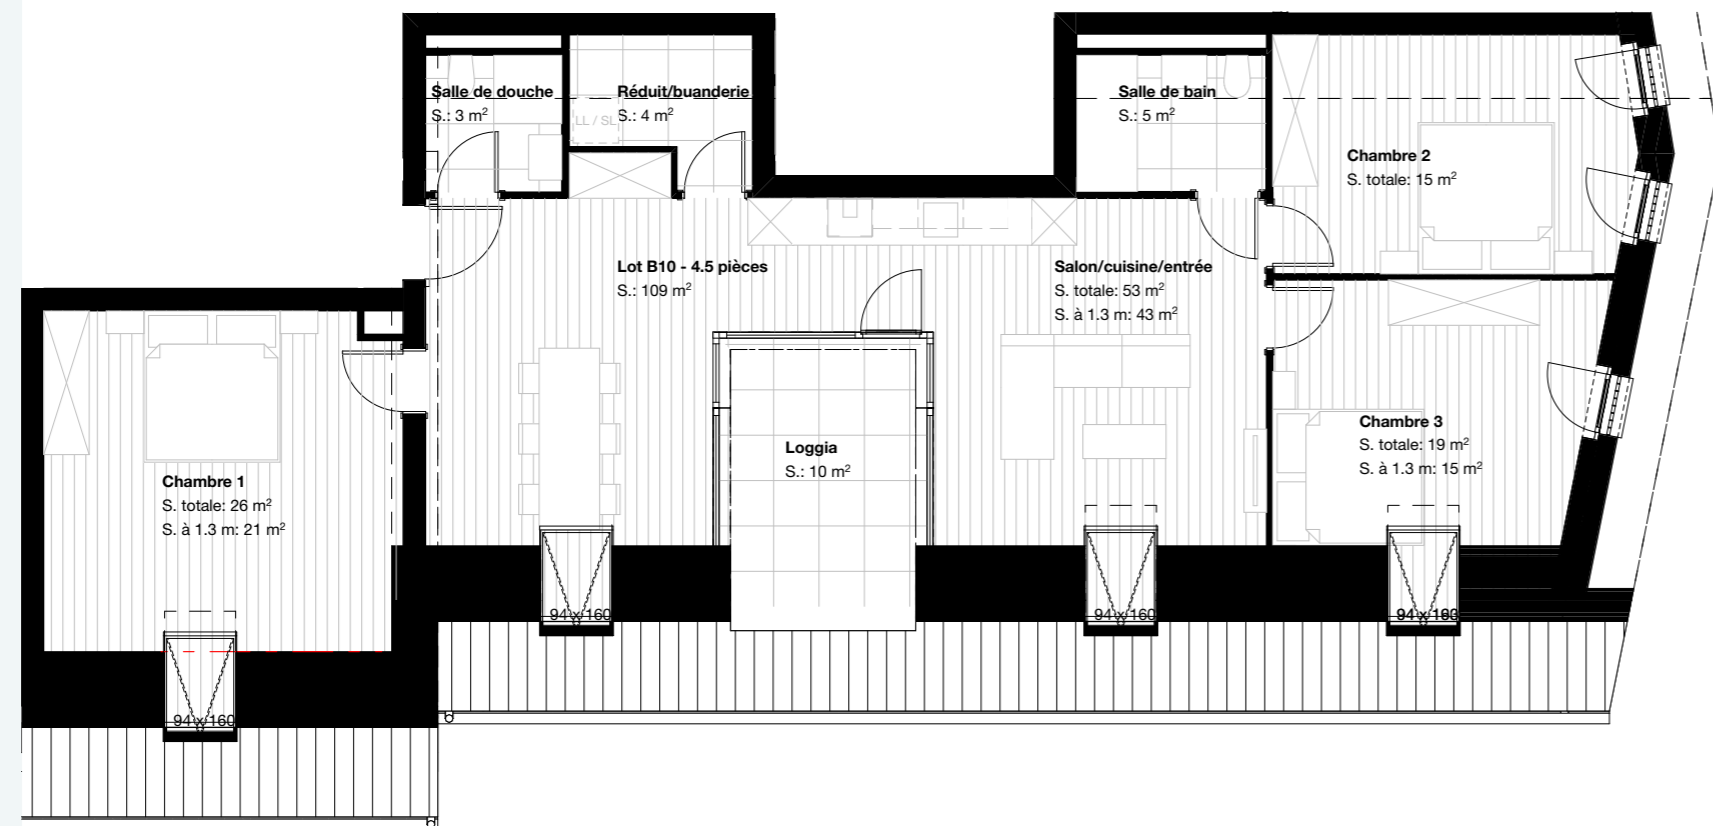 Salle de douche
S.: 3 m²
Réduit/buanderie
S.: 4 m²
LL / SL
Salle de bain
S.: 5 m²
Chambre 2
S. totale: 15 m²
Lot B10 - 4.5 pièces
S.: 109 m²
Salon/cuisine/entrée
S. totale: 53 m²
S. à 1.3 m: 43 m²
Loggia
S.: 10 m²
Chambre 3
S. totale: 19 m²
S. à 1.3 m: 15 m²
Chambre 1
S. totale: 26 m²
S. à 1.3 m: 21 m²
94 x 160
94 x 160
94 x 160